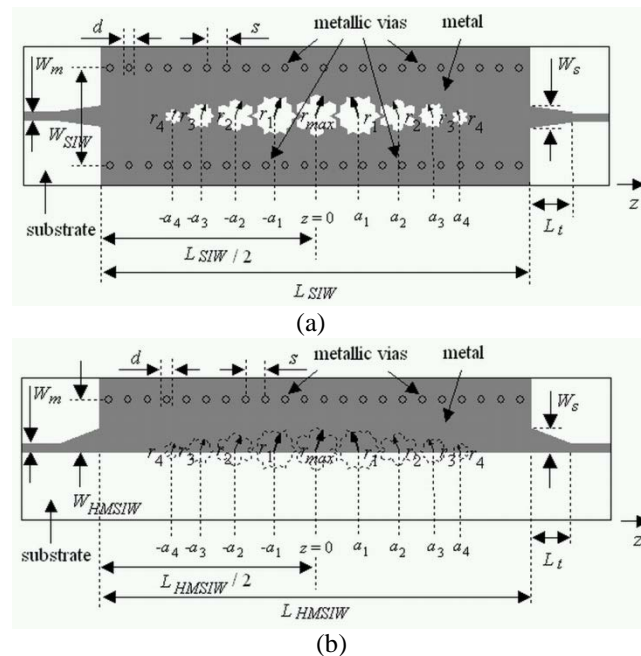 d s metallic vias metal
W_m W_s
W_SIW
r_4 r_3 r_2 r_1 r_max r_1 r_2 r_3 r_4
substrate -a_4 -a_3 -a_2 -a_1 z=0 a_1 a_2 a_3 a_4 z
L_t
L_SIW / 2
L_SIW
(a)
d s metallic vias metal
W_m W_s
r_4 r_3 r_2 r_1 r_max r_1 r_2 r_3 r_4
W_HMSIW
substrate -a_4 -a_3 -a_2 -a_1 z=0 a_1 a_2 a_3 a_4 z
L_t
L_HMSIW / 2
L_HMSIW
(b)